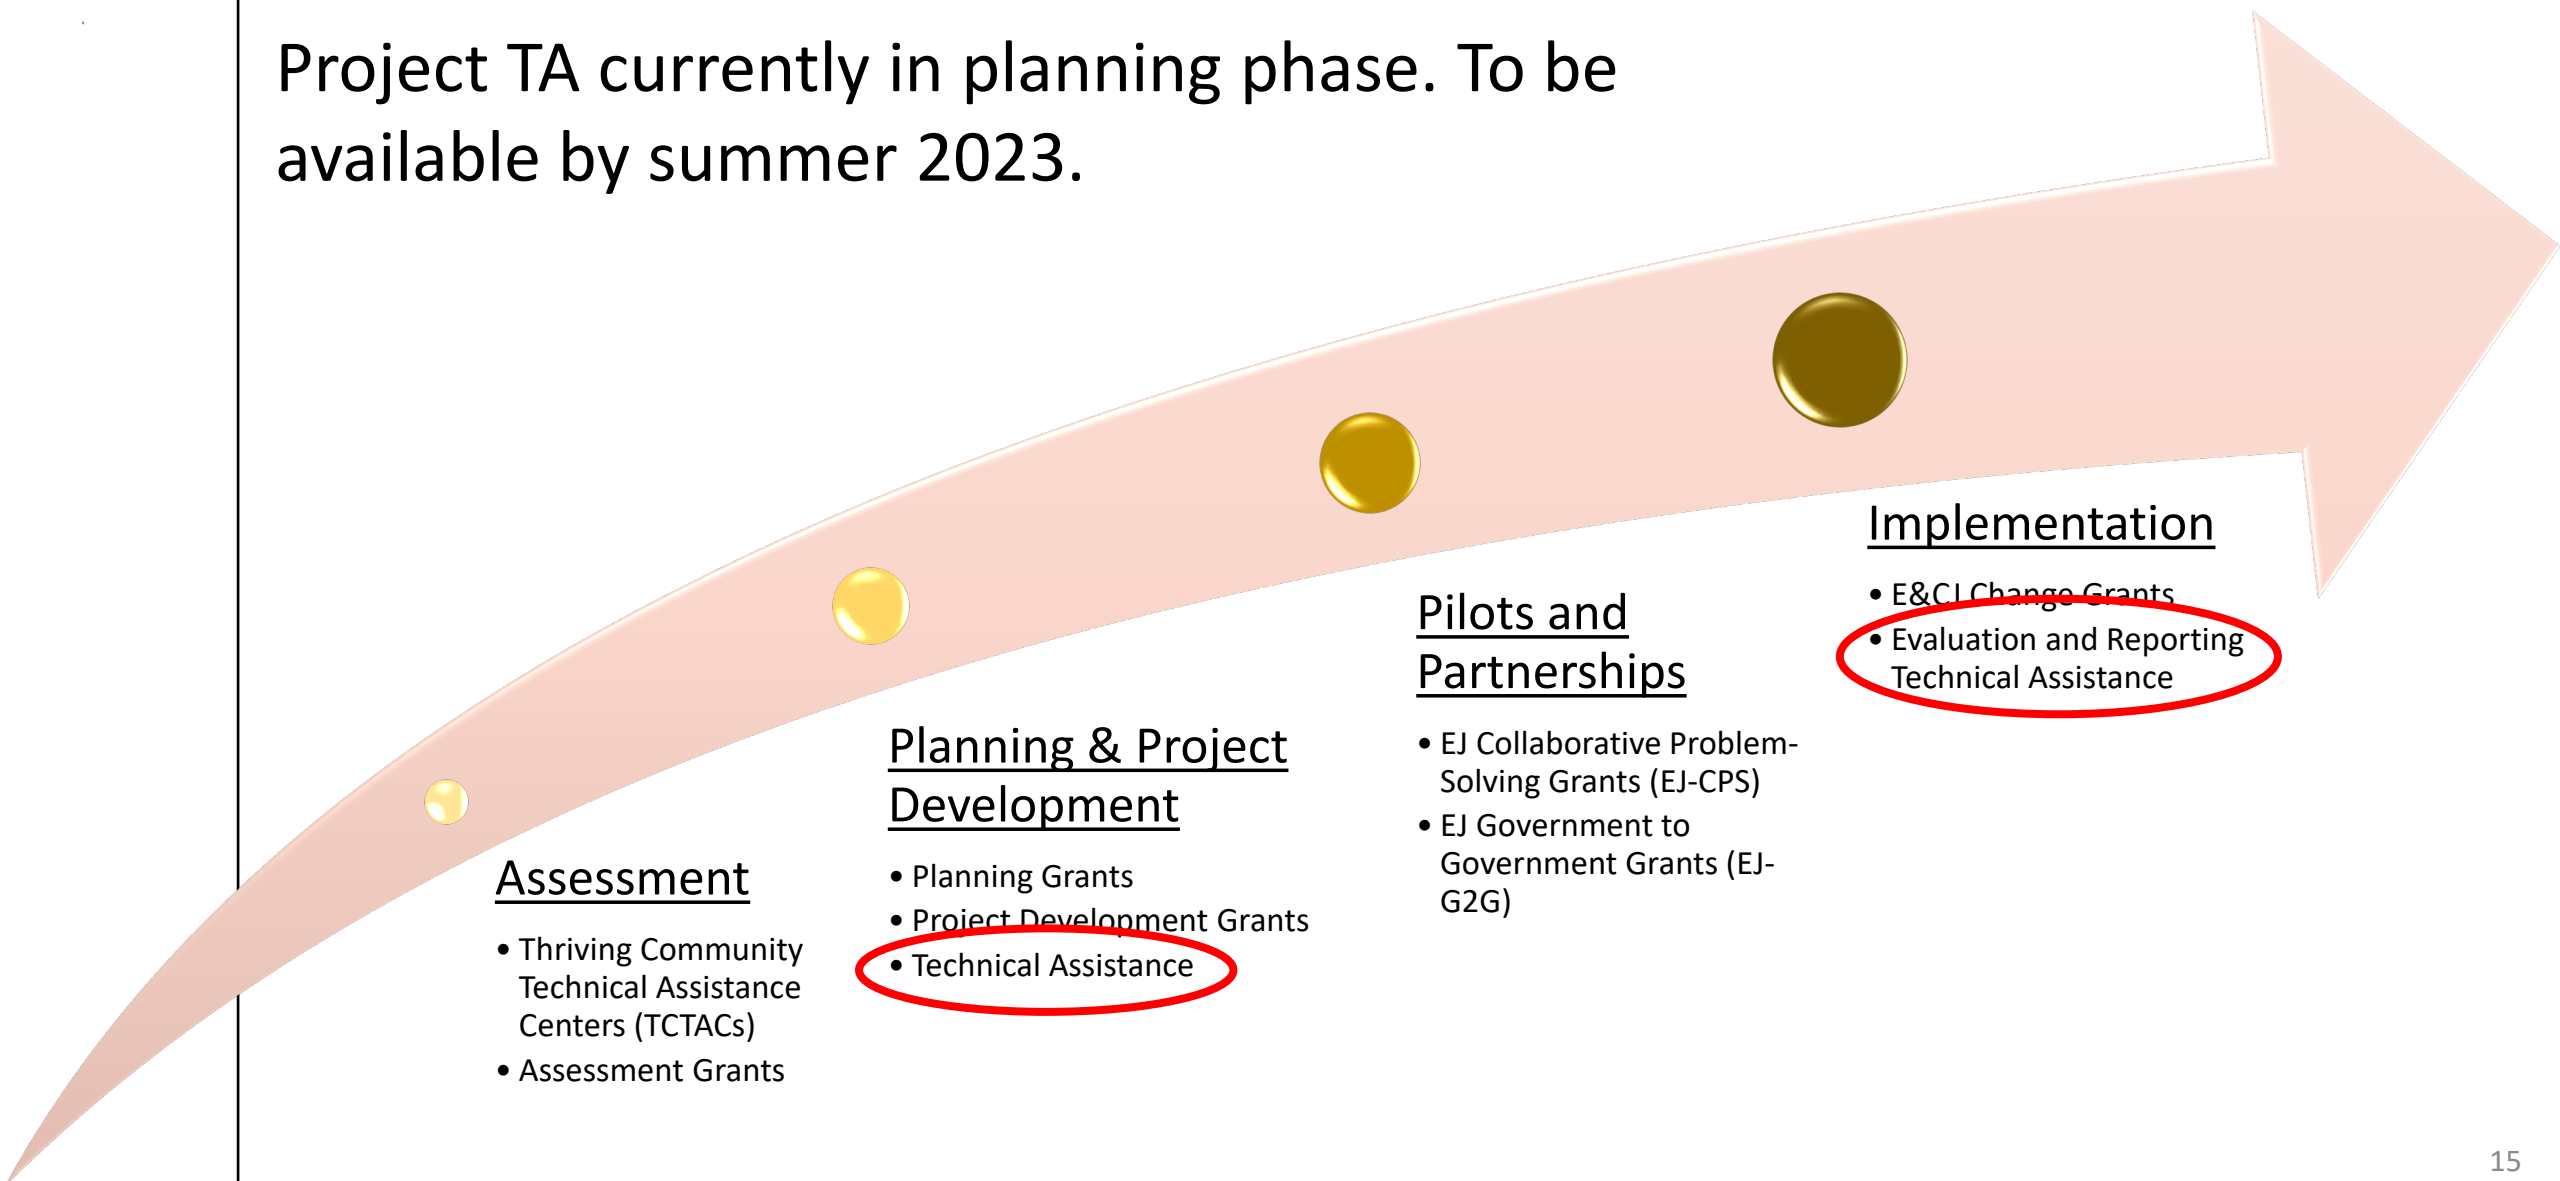 Project TA currently in planning phase. To be
available by summer 2023.
Assessment
• Thriving Community
Technical Assistance
Centers (TCTACs)
• Assessment Grants
Planning & Project
Development
• Planning Grants
• Project Development Grants
• Technical Assistance
Pilots and
Partnerships
• EJ Collaborative Problem-
Solving Grants (EJ-CPS)
• EJ Government to
Government Grants (EJ-
G2G)
Implementation
• E&CJ Change Grants
• Evaluation and Reporting
Technical Assistance
15